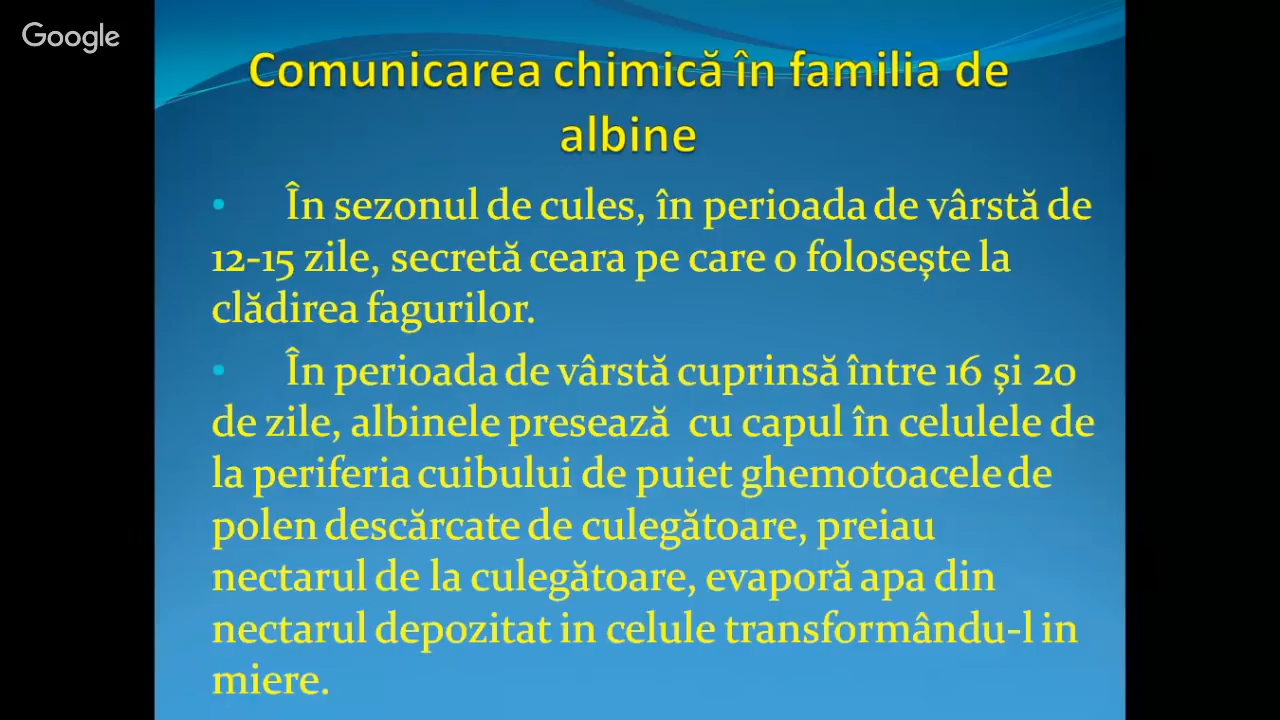 Google
Comunicarea chimică în familia de
albine
• În sezonul de cules, în perioada de vârstă de
12-15 zile, secretă ceara pe care o foloseşte la
clădirea fagurilor.
• În perioada de vârstă cuprinsă între 16 şi 20
de zile, albinele presează cu capul în celulele de
la periferia cuibului de puiet ghemotoacele de
polen descărcate de culegătoare, preiau
nectarul de la culegătoare, evaporă apa din
nectarul depozitat in celule transformându-l in
miere.